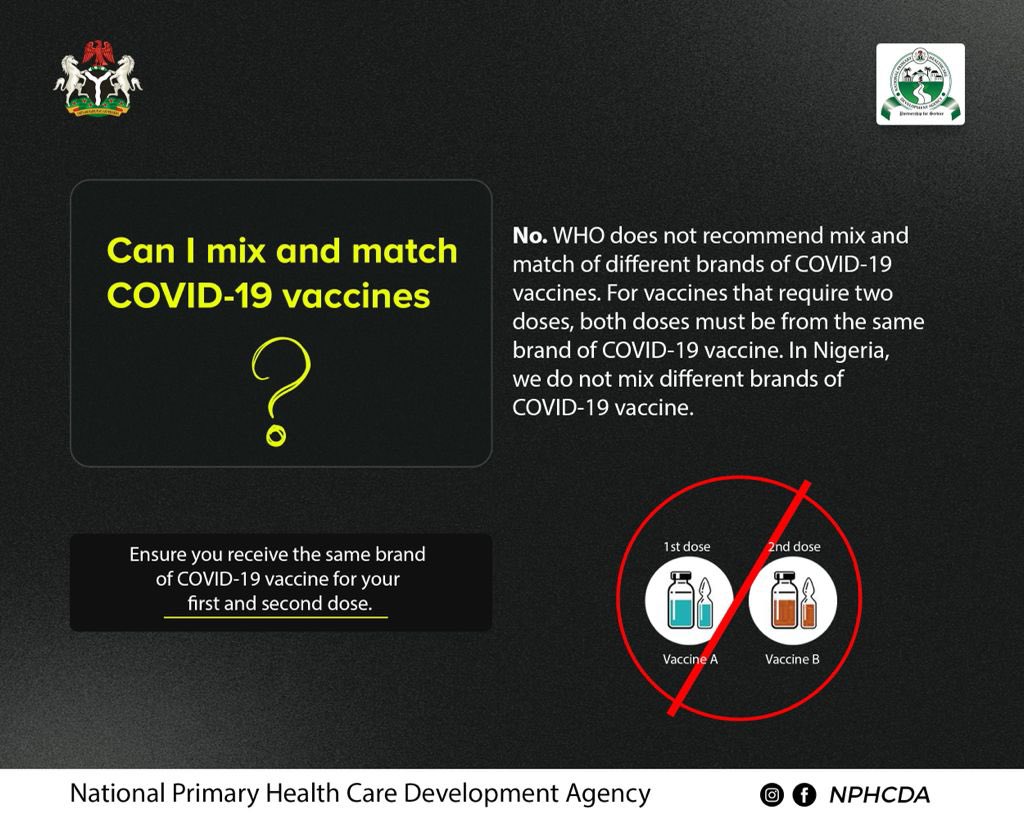 Can I mix and match
COVID-19 vaccines
?
No. WHO does not recommend mix and
match of different brands of COVID-19
vaccines. For vaccines that require two
doses, both doses must be from the same
brand of COVID-19 vaccine. In Nigeria,
we do not mix different brands of
COVID-19 vaccine.
Ensure you receive the same brand
of COVID-19 vaccine for your
first and second dose.
1st dose
2nd dose
Vaccine A
Vaccine B
Partnership for Service
National Primary Health Care Development Agency
NPHCDA